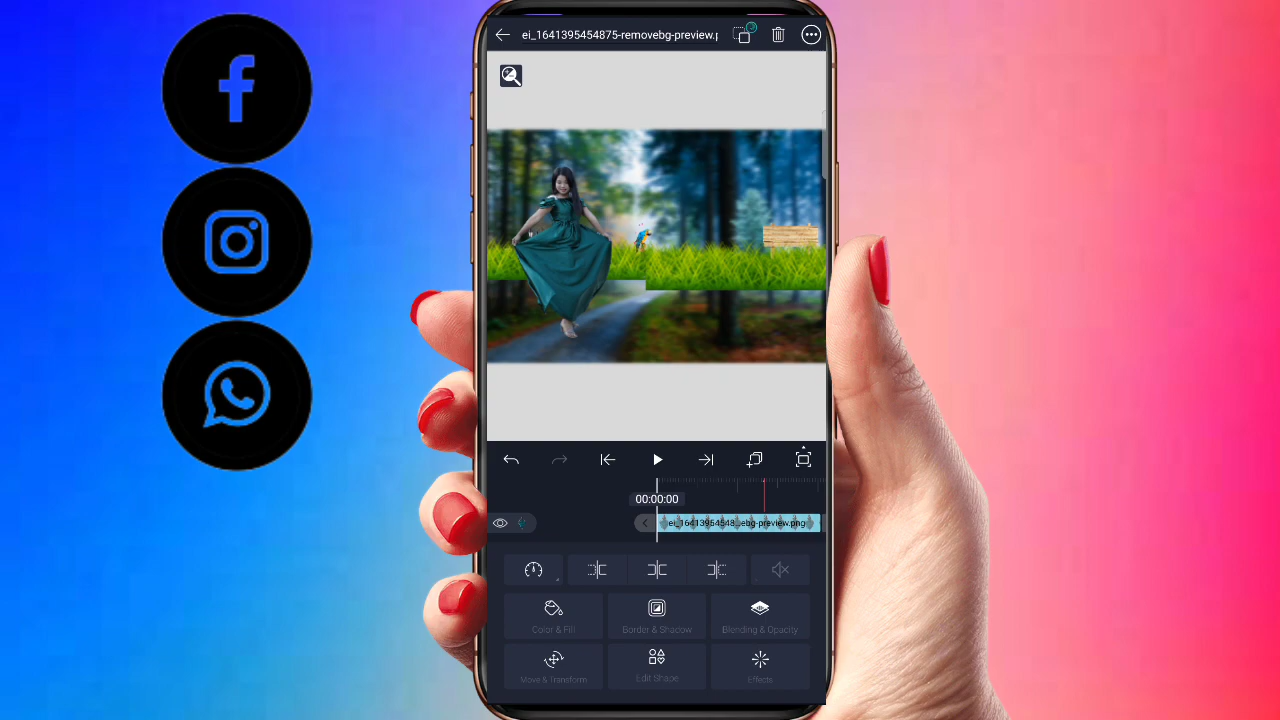 ei_1641395454875-removebg-preview.p
00:00:00
ei_16413954548...ebg-preview.png
Color & Fill
Border & Shadow
Blending & Opacity
Move & Transform
Edit Shape
Effects